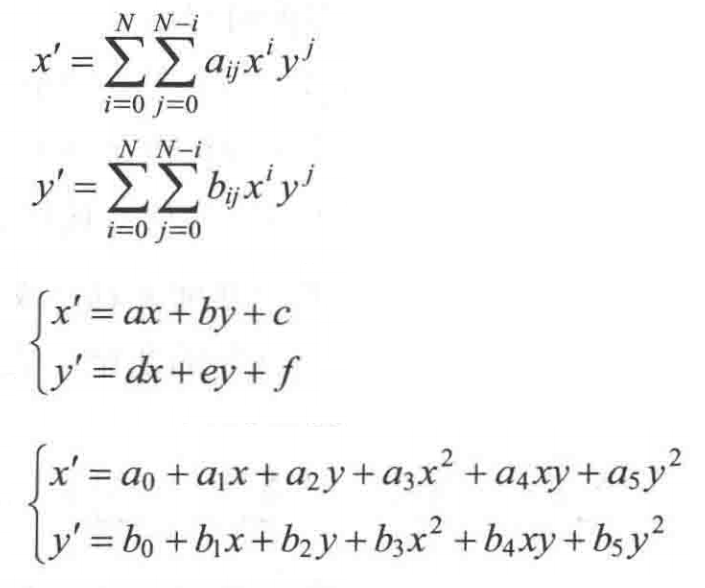 x' = \sum_{i=0}^{N} \sum_{j=0}^{N-i} a_{ij} x^i y^j
y' = \sum_{i=0}^{N} \sum_{j=0}^{N-i} b_{ij} x^i y^j
x' = ax + by + c
y' = dx + ey + f
x' = a_0 + a_1 x + a_2 y + a_3 x^2 + a_4 xy + a_5 y^2
y' = b_0 + b_1 x + b_2 y + b_3 x^2 + b_4 xy + b_5 y^2